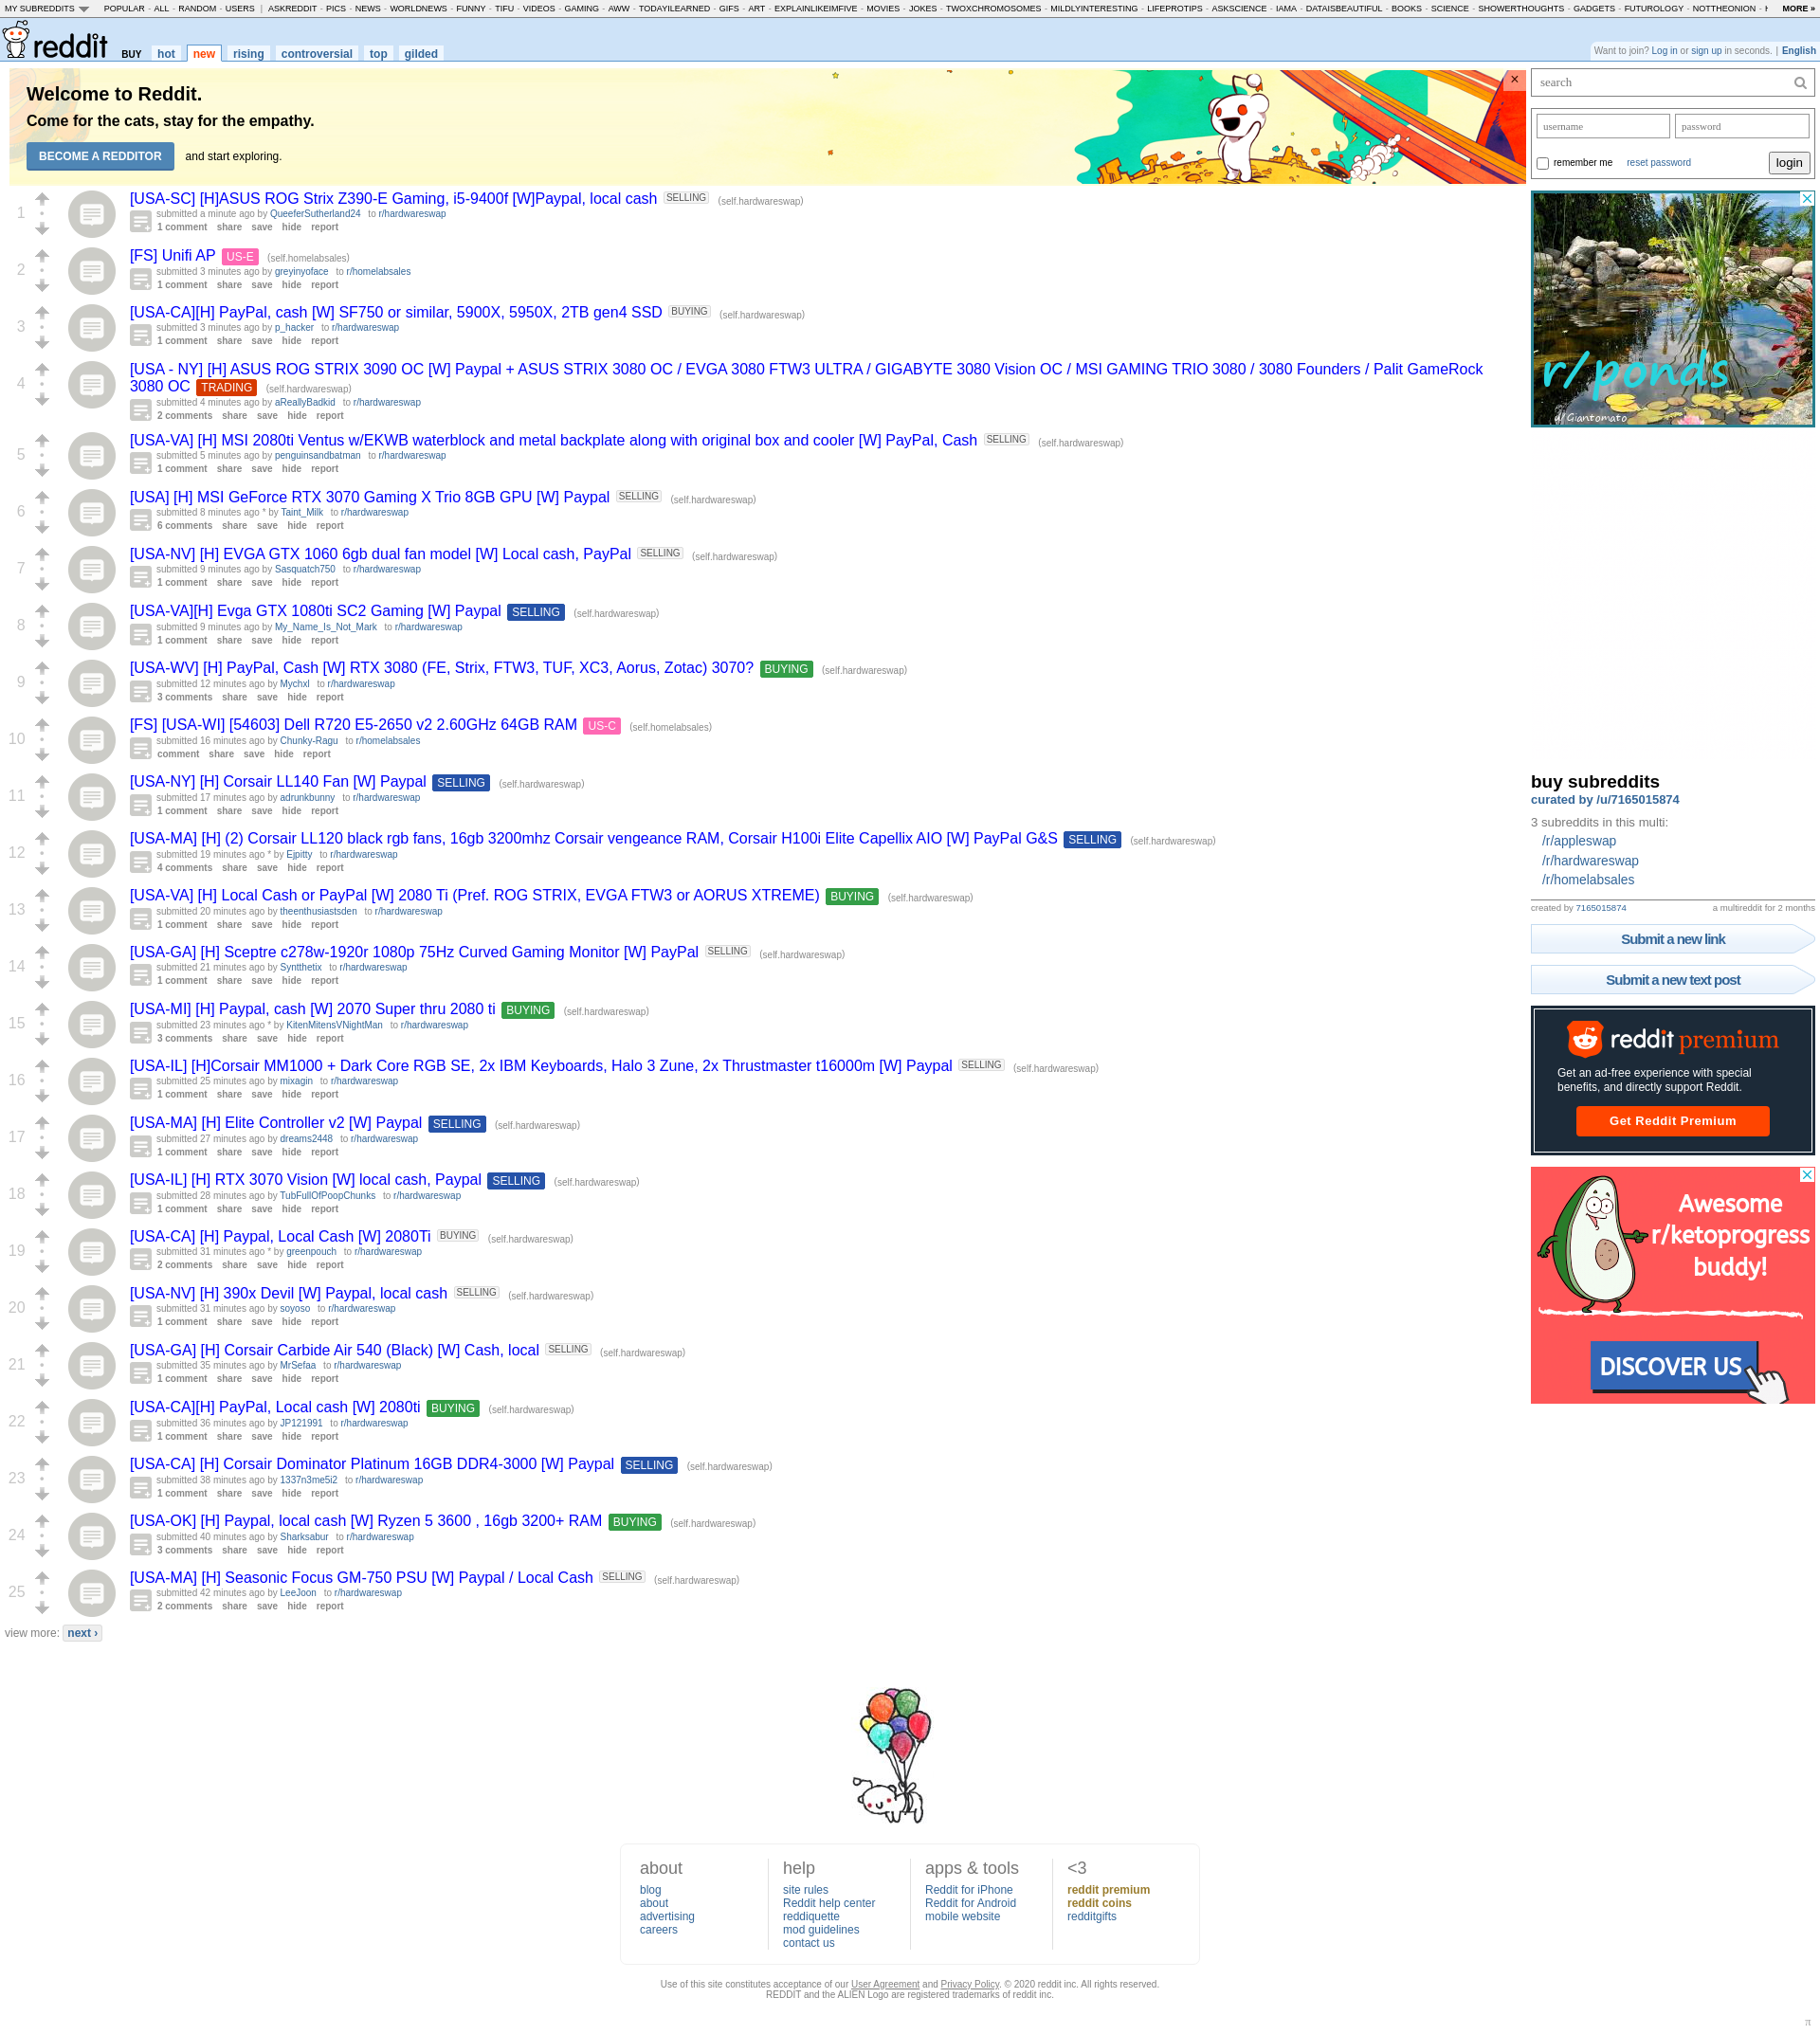 MY SUBREDDITS POPULAR - ALL - RANDOM - USERS | ASKREDDIT - PICS - NEWS - WORLDNEWS - FUNNY - TIFU - VIDEOS - GAMING - AWW - TODAYILEARNED - GIFS - ART - EXPLAINLIKEIMFIVE - MOVIES - JOKES - TWOXCHROMOSOMES - MILDLYINTERESTING - LIFEPROTIPS - ASKSCIENCE - IAMA - DATAISBEAUTIFUL - BOOKS - SCIENCE - SHOWERTHOUGHTS - GADGETS - FUTUROLOGY - NOTTHEONION - MORE »
reddit BUY hot new rising controversial top gilded
Want to join? Log in or sign up in seconds. | English
Welcome to Reddit.
Come for the cats, stay for the empathy.
BECOME A REDDITOR and start exploring.
×
1
[USA-SC] [H]ASUS ROG Strix Z390-E Gaming, i5-9400f [W]Paypal, local cash SELLING (self.hardwareswap)
submitted a minute ago by QueeferSutherland24 to r/hardwareswap
1 comment share save hide report
2
[FS] Unifi AP US-E (self.homelabsales)
submitted 3 minutes ago by greyinyoface to r/homelabsales
1 comment share save hide report
3
[USA-CA][H] PayPal, cash [W] SF750 or similar, 5900X, 5950X, 2TB gen4 SSD BUYING (self.hardwareswap)
submitted 3 minutes ago by p_hacker to r/hardwareswap
1 comment share save hide report
4
[USA - NY] [H] ASUS ROG STRIX 3090 OC [W] Paypal + ASUS STRIX 3080 OC / EVGA 3080 FTW3 ULTRA / GIGABYTE 3080 Vision OC / MSI GAMING TRIO 3080 / 3080 Founders / Palit GameRock
3080 OC TRADING (self.hardwareswap)
submitted 4 minutes ago by aReallyBadkid to r/hardwareswap
2 comments share save hide report
5
[USA-VA] [H] MSI 2080ti Ventus w/EKWB waterblock and metal backplate along with original box and cooler [W] PayPal, Cash SELLING (self.hardwareswap)
submitted 5 minutes ago by penguinsandbatman to r/hardwareswap
1 comment share save hide report
6
[USA] [H] MSI GeForce RTX 3070 Gaming X Trio 8GB GPU [W] Paypal SELLING (self.hardwareswap)
submitted 8 minutes ago * by Taint_Milk to r/hardwareswap
6 comments share save hide report
7
[USA-NV] [H] EVGA GTX 1060 6gb dual fan model [W] Local cash, PayPal SELLING (self.hardwareswap)
submitted 9 minutes ago by Sasquatch750 to r/hardwareswap
1 comment share save hide report
8
[USA-VA][H] Evga GTX 1080ti SC2 Gaming [W] Paypal SELLING (self.hardwareswap)
submitted 9 minutes ago by My_Name_Is_Not_Mark to r/hardwareswap
1 comment share save hide report
9
[USA-WV] [H] PayPal, Cash [W] RTX 3080 (FE, Strix, FTW3, TUF, XC3, Aorus, Zotac) 3070? BUYING (self.hardwareswap)
submitted 12 minutes ago by Mychxl to r/hardwareswap
3 comments share save hide report
10
[FS] [USA-WI] [54603] Dell R720 E5-2650 v2 2.60GHz 64GB RAM US-C (self.homelabsales)
submitted 16 minutes ago by Chunky-Ragu to r/homelabsales
comment share save hide report
11
[USA-NY] [H] Corsair LL140 Fan [W] Paypal SELLING (self.hardwareswap)
submitted 17 minutes ago by adrunkbunny to r/hardwareswap
1 comment share save hide report
12
[USA-MA] [H] (2) Corsair LL120 black rgb fans, 16gb 3200mhz Corsair vengeance RAM, Corsair H100i Elite Capellix AIO [W] PayPal G&S SELLING (self.hardwareswap)
submitted 19 minutes ago * by Ejpitty to r/hardwareswap
4 comments share save hide report
13
[USA-VA] [H] Local Cash or PayPal [W] 2080 Ti (Pref. ROG STRIX, EVGA FTW3 or AORUS XTREME) BUYING (self.hardwareswap)
submitted 20 minutes ago by theenthusiastsden to r/hardwareswap
1 comment share save hide report
14
[USA-GA] [H] Sceptre c278w-1920r 1080p 75Hz Curved Gaming Monitor [W] PayPal SELLING (self.hardwareswap)
submitted 21 minutes ago by Syntthetix to r/hardwareswap
1 comment share save hide report
15
[USA-MI] [H] Paypal, cash [W] 2070 Super thru 2080 ti BUYING (self.hardwareswap)
submitted 23 minutes ago * by KitenMitensVNightMan to r/hardwareswap
3 comments share save hide report
16
[USA-IL] [H]Corsair MM1000 + Dark Core RGB SE, 2x IBM Keyboards, Halo 3 Zune, 2x Thrustmaster t16000m [W] Paypal SELLING (self.hardwareswap)
submitted 25 minutes ago by mixagin to r/hardwareswap
1 comment share save hide report
17
[USA-MA] [H] Elite Controller v2 [W] Paypal SELLING (self.hardwareswap)
submitted 27 minutes ago by dreams2448 to r/hardwareswap
1 comment share save hide report
18
[USA-IL] [H] RTX 3070 Vision [W] local cash, Paypal SELLING (self.hardwareswap)
submitted 28 minutes ago by TubFullOfPoopChunks to r/hardwareswap
1 comment share save hide report
19
[USA-CA] [H] Paypal, Local Cash [W] 2080Ti BUYING (self.hardwareswap)
submitted 31 minutes ago * by greenpouch to r/hardwareswap
2 comments share save hide report
20
[USA-NV] [H] 390x Devil [W] Paypal, local cash SELLING (self.hardwareswap)
submitted 31 minutes ago by soyoso to r/hardwareswap
1 comment share save hide report
21
[USA-GA] [H] Corsair Carbide Air 540 (Black) [W] Cash, local SELLING (self.hardwareswap)
submitted 35 minutes ago by MrSefaa to r/hardwareswap
1 comment share save hide report
22
[USA-CA][H] PayPal, Local cash [W] 2080ti BUYING (self.hardwareswap)
submitted 36 minutes ago by JP121991 to r/hardwareswap
1 comment share save hide report
23
[USA-CA] [H] Corsair Dominator Platinum 16GB DDR4-3000 [W] Paypal SELLING (self.hardwareswap)
submitted 38 minutes ago by 1337n3me5i2 to r/hardwareswap
1 comment share save hide report
24
[USA-OK] [H] Paypal, local cash [W] Ryzen 5 3600 , 16gb 3200+ RAM BUYING (self.hardwareswap)
submitted 40 minutes ago by Sharksabur to r/hardwareswap
3 comments share save hide report
25
[USA-MA] [H] Seasonic Focus GM-750 PSU [W] Paypal / Local Cash SELLING (self.hardwareswap)
submitted 42 minutes ago by LeeJoon to r/hardwareswap
2 comments share save hide report
view more: next ›
search
username password
remember me reset password login
r/ponds
u/Giantomato
buy subreddits
curated by /u/7165015874
3 subreddits in this multi:
/r/appleswap
/r/hardwareswap
/r/homelabsales
created by 7165015874 a multireddit for 2 months
Submit a new link
Submit a new text post
reddit premium
Get an ad-free experience with special
benefits, and directly support Reddit.
Get Reddit Premium
Awesome
r/ketoprogress
buddy!
DISCOVER US
about
blog
about
advertising
careers
help
site rules
Reddit help center
reddiquette
mod guidelines
contact us
apps & tools
Reddit for iPhone
Reddit for Android
mobile website
<3
reddit premium
reddit coins
redditgifts
Use of this site constitutes acceptance of our User Agreement and Privacy Policy. © 2020 reddit inc. All rights reserved.
REDDIT and the ALIEN Logo are registered trademarks of reddit inc.
π